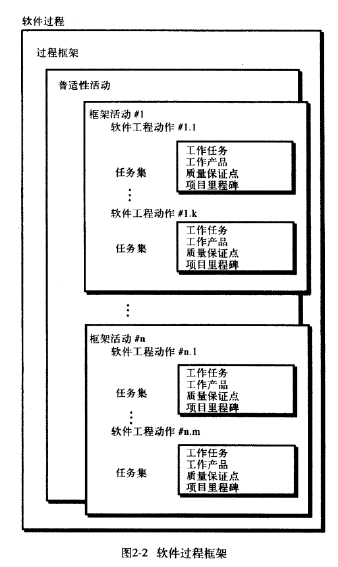 软件过程
过程框架
普适性活动
框架活动 #1
软件工程动作 #1.1
任务集
工作任务
工作产品
质量保证点
项目里程碑
软件工程动作 #1.k
任务集
工作任务
工作产品
质量保证点
项目里程碑
框架活动 #n
软件工程动作 #n.1
任务集
工作任务
工作产品
质量保证点
项目里程碑
软件工程动作 #n.m
任务集
工作任务
工作产品
质量保证点
项目里程碑
图2-2 软件过程框架